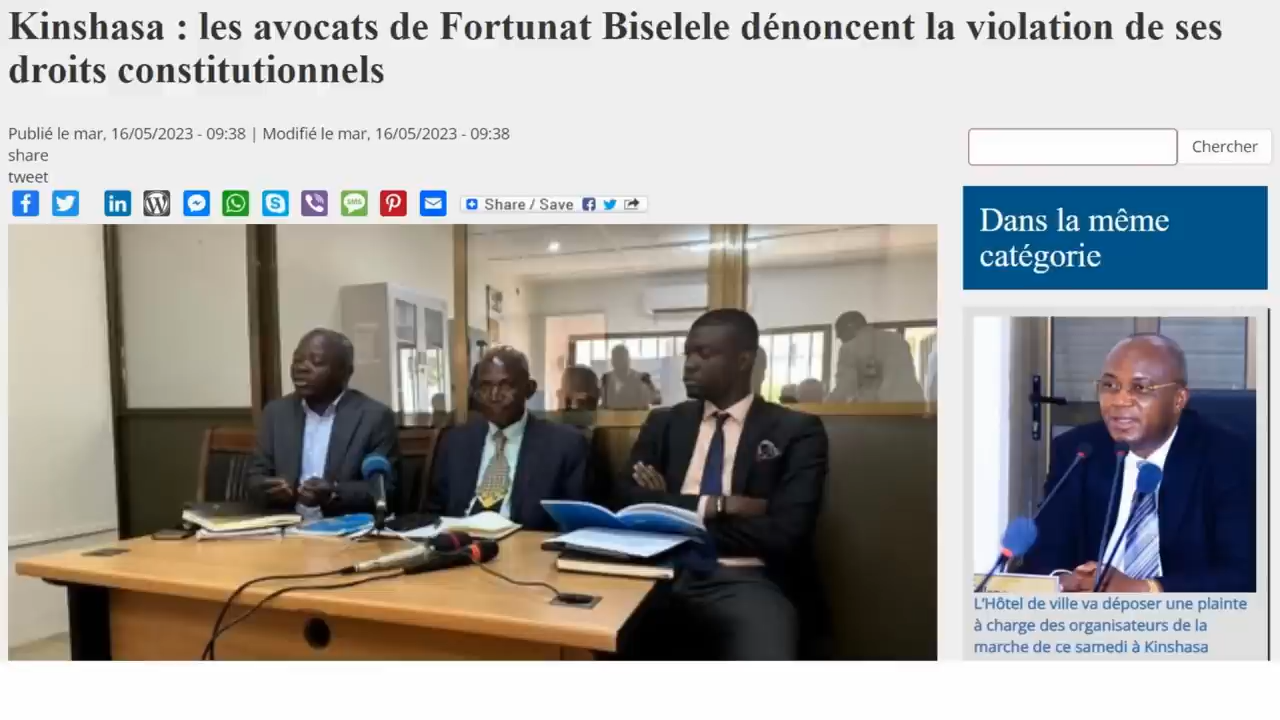 Kinshasa : les avocats de Fortunat Biselele dénoncent la violation de ses
droits constitutionnels
Publié le mar, 16/05/2023 - 09:38 | Modifié le mar, 16/05/2023 - 09:38
share
tweet
SMS
Share / Save
Chercher
Dans la même
catégorie
L'Hôtel de ville va déposer une plainte
à charge des organisateurs de la
marche de ce samedi à Kinshasa